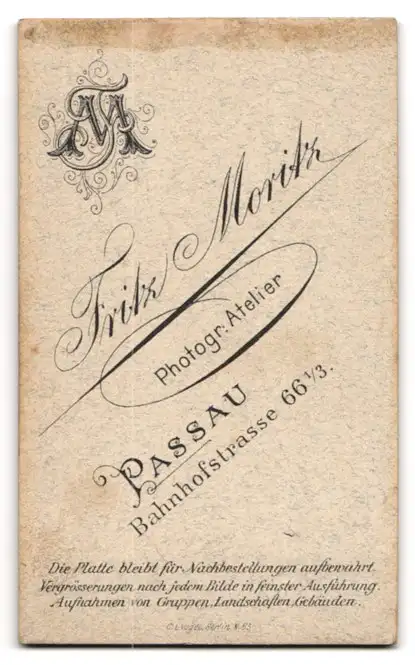 FM
Fritz Moritz
Photogr. Atelier
PASSAU
Bahnhofstrasse 66 1/3.
Die Platte bleibt für Nachbestellungen aufbewahrt.
Vergrösserungen nach jedem Bilde in feinster Ausführung.
Aufnahmen von Gruppen, Landschaften, Gebäuden.